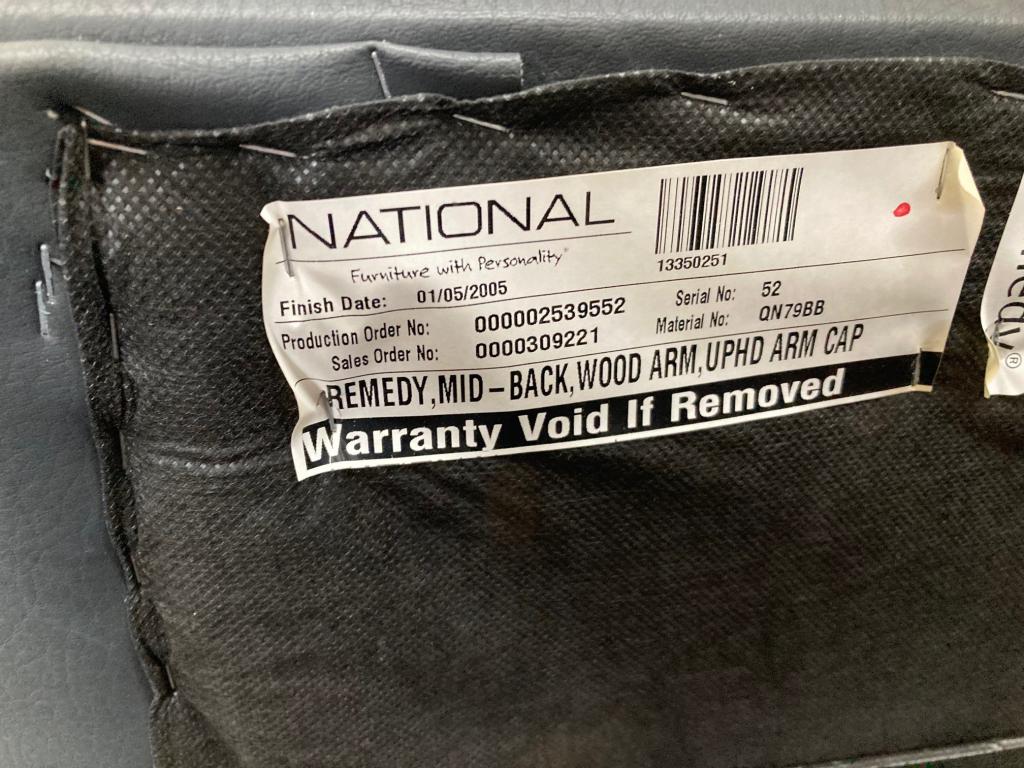 NATIONAL
Furniture with Personality®
13350251
Finish Date: 01/05/2005
Production Order No: 000002539552 Serial No: 52
Sales Order No: 0000309221 Material No: QN79BB
REMEDY,MID-BACK,WOOD ARM,UPHD ARM CAP
Warranty Void If Removed